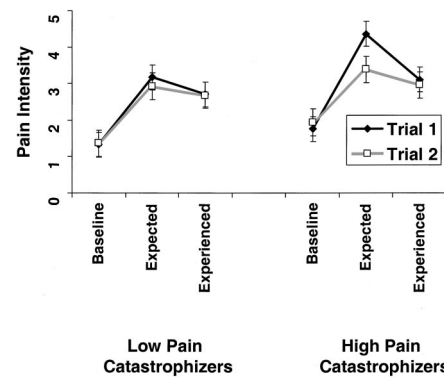 5
4
3
2
1
0
Pain Intensity
Trial 1
Trial 2
Baseline
Expected
Experienced
Baseline
Expected
Experienced
Low Pain
Catastrophizers
High Pain
Catastrophizers